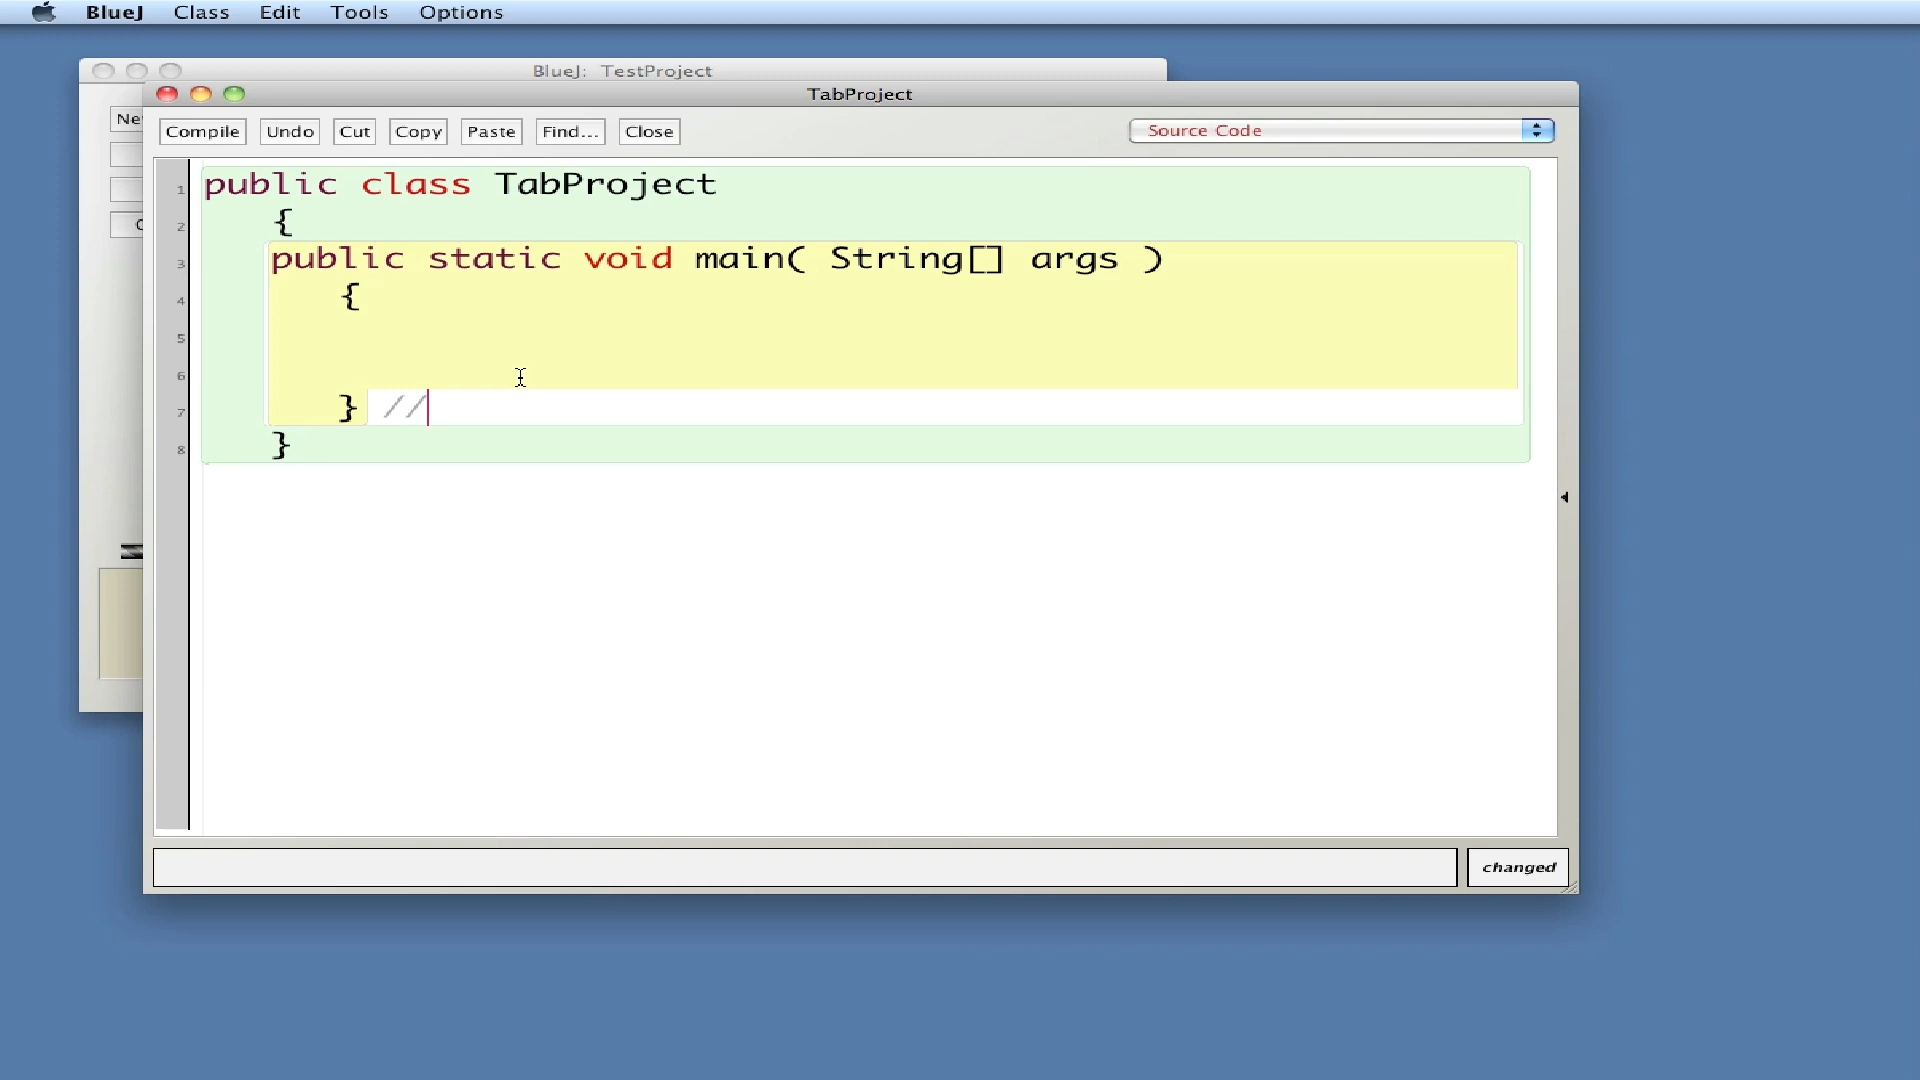 BlueJ Class Edit Tools Options
BlueJ: TestProject
TabProject
Ne
Compile Undo Cut Copy Paste Find... Close Source Code
1 public class TabProject
2 {
3 public static void main( String[] args )
4 {
5
6
7 } //
8 }
changed